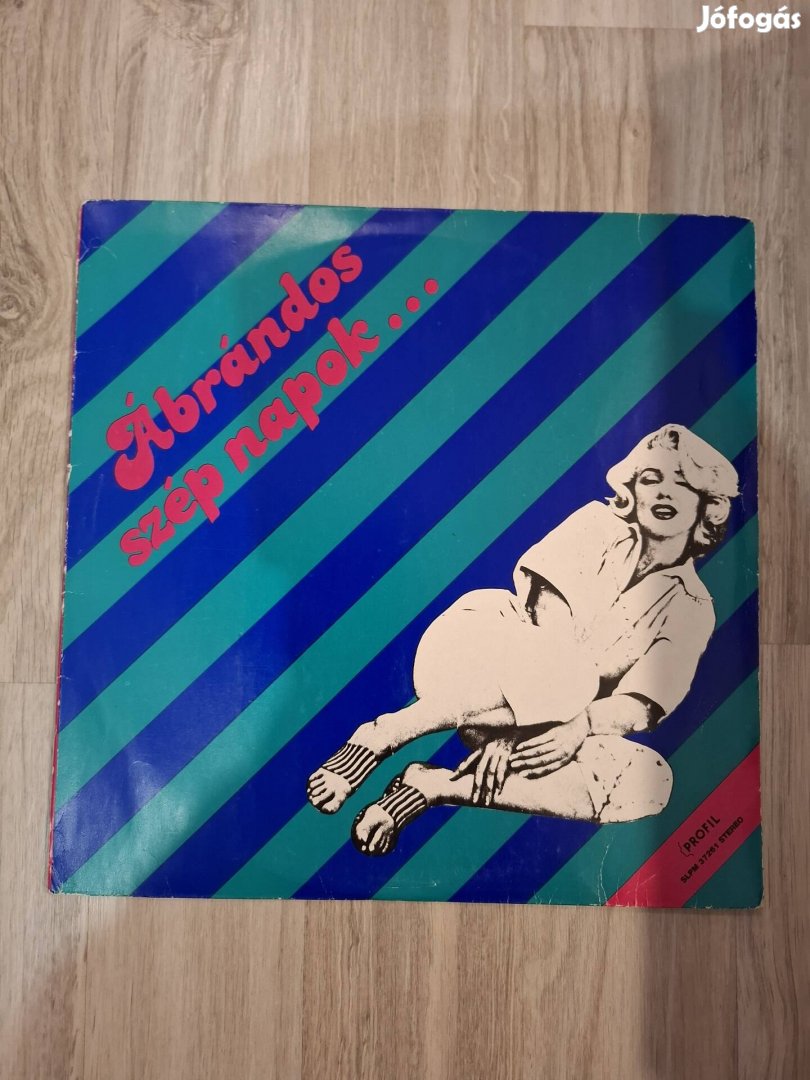 Jófogás
Ábrándos
szép napok...
PROFIL
SLPM 37261 STEREO